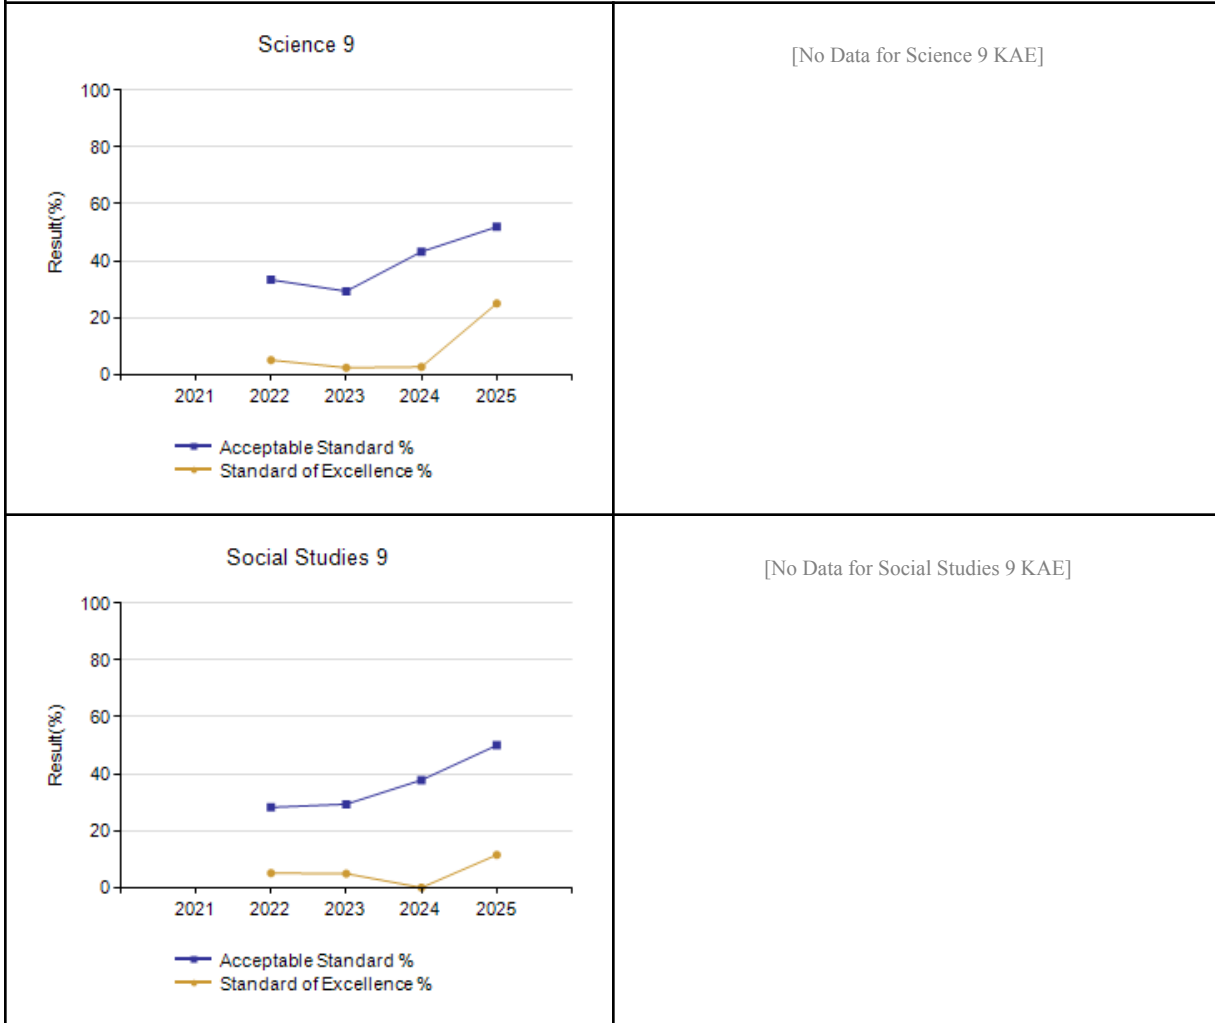 Science 9
100
80
60
40
20
0
Result(%)
2021 2022 2023 2024 2025
Acceptable Standard %
Standard of Excellence %
[No Data for Science 9 KAE]
Social Studies 9
100
80
60
40
20
0
Result(%)
2021 2022 2023 2024 2025
Acceptable Standard %
Standard of Excellence %
[No Data for Social Studies 9 KAE]